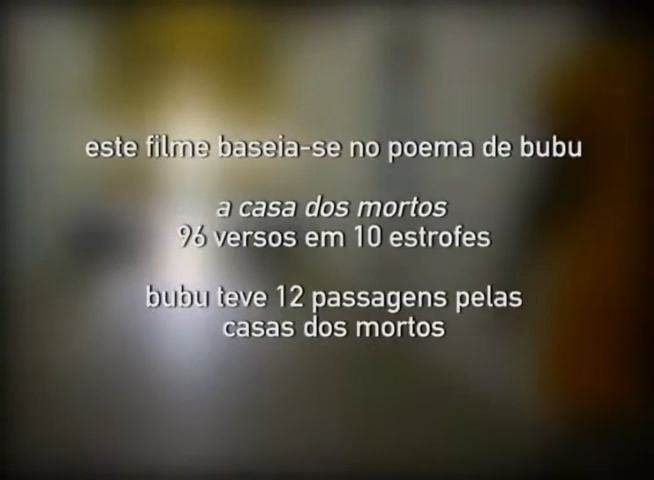 este filme baseia-se no poema de bubu
a casa dos mortos
96 versos em 10 estrofes
bubu teve 12 passagens pelas
casas dos mortos